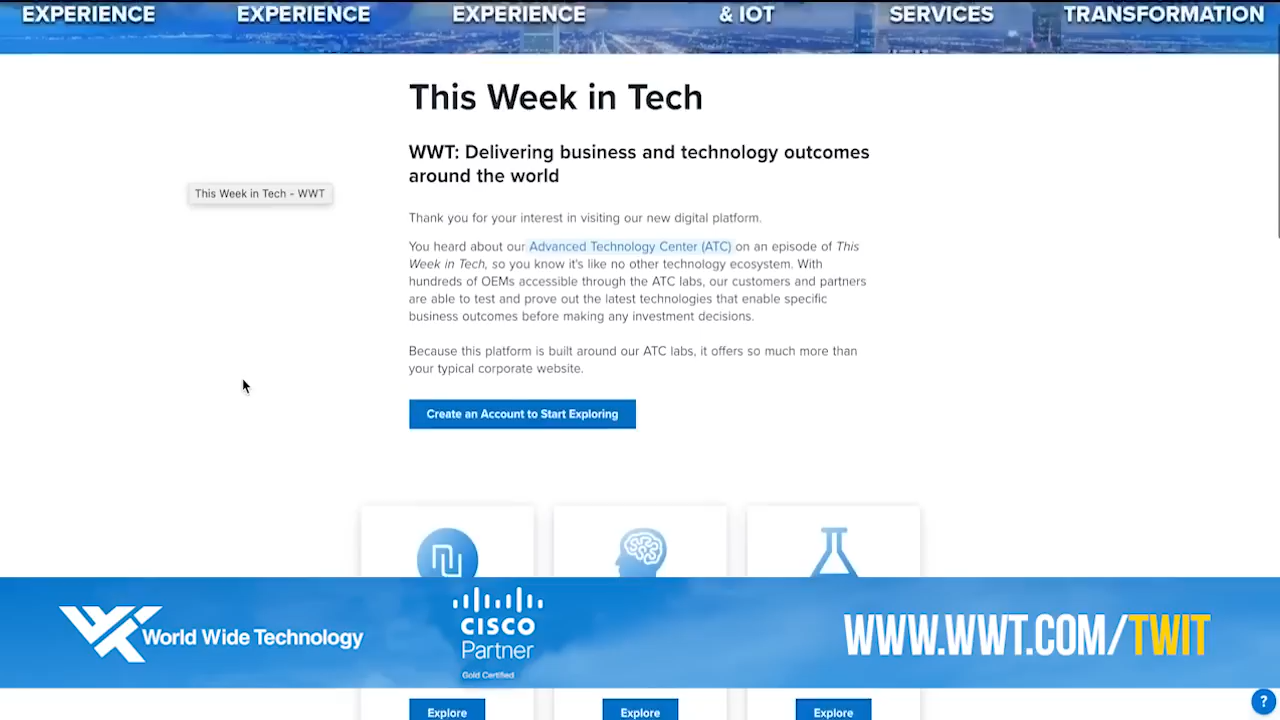 EXPERIENCE EXPERIENCE EXPERIENCE & IOT SERVICES TRANSFORMATION
This Week in Tech
WWT: Delivering business and technology outcomes
around the world
This Week in Tech - WWT
Thank you for your interest in visiting our new digital platform.
You heard about our Advanced Technology Center (ATC) on an episode of This
Week in Tech, so you know it's like no other technology ecosystem. With
hundreds of OEMs accessible through the ATC labs, our customers and partners
are able to test and prove out the latest technologies that enable specific
business outcomes before making any investment decisions.
Because this platform is built around our ATC labs, it offers so much more than
your typical corporate website.
Create an Account to Start Exploring
World Wide Technology
CISCO
Partner
Gold Certified
WWW.WWT.COM/TWIT
Explore Explore Explore
?